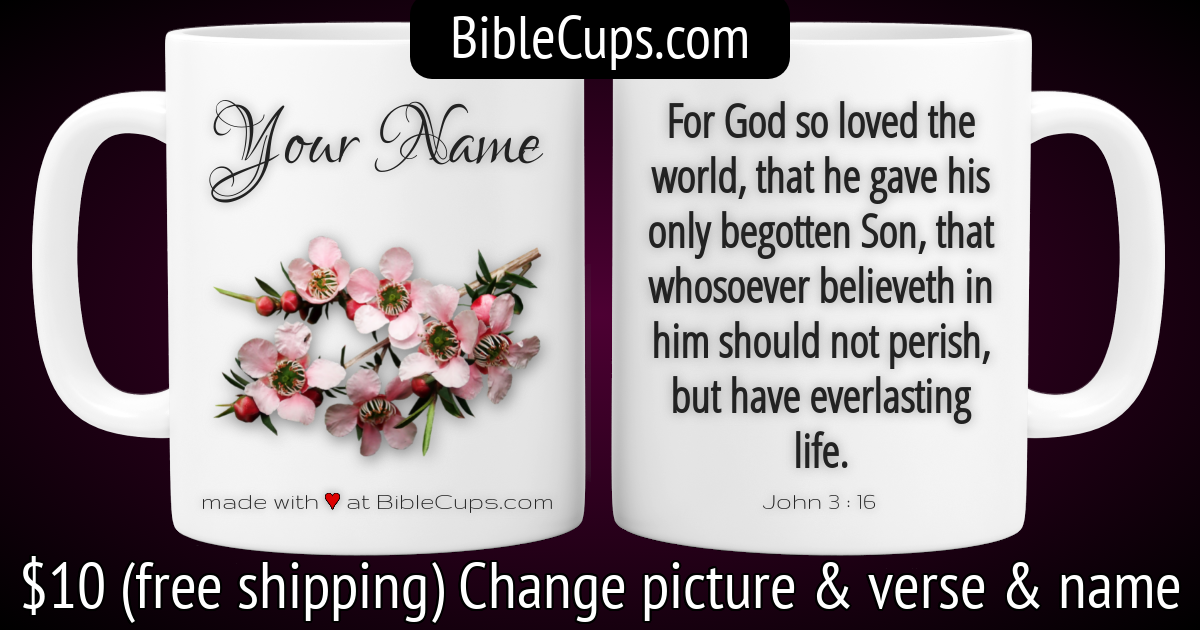 BibleCups.com
Your Name
made with ♥ at BibleCups.com
For God so loved the
world, that he gave his
only begotten Son, that
whosoever believeth in
him should not perish,
but have everlasting
life.
John 3 : 16
$10 (free shipping) Change picture & verse & name